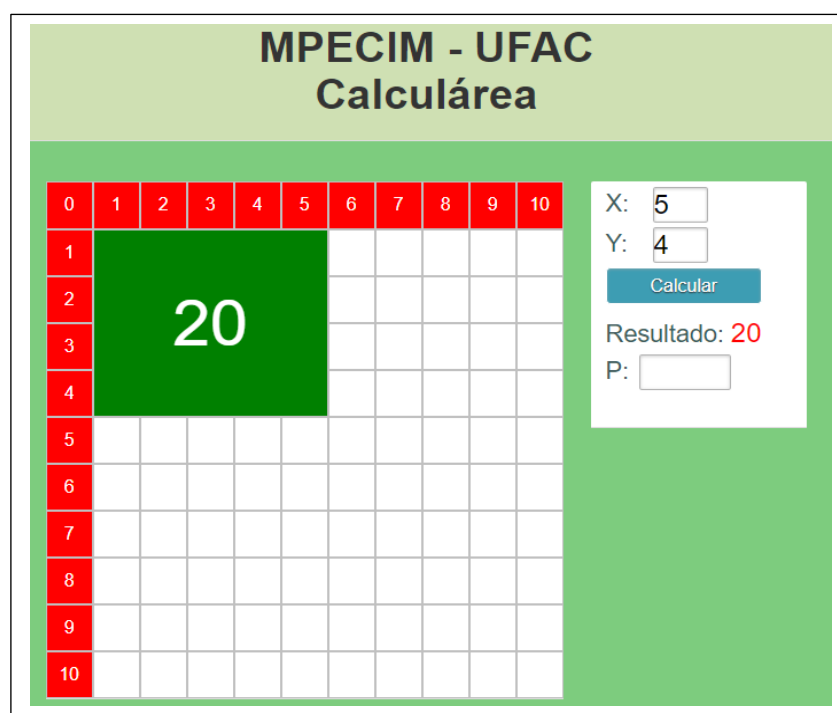 MPECIM - UFAC
Calculárea
0 1 2 3 4 5 6 7 8 9 10
1
2
3
4
5
6
7
8
9
10
20
X: 5
Y: 4
Calcular
Resultado: 20
P: